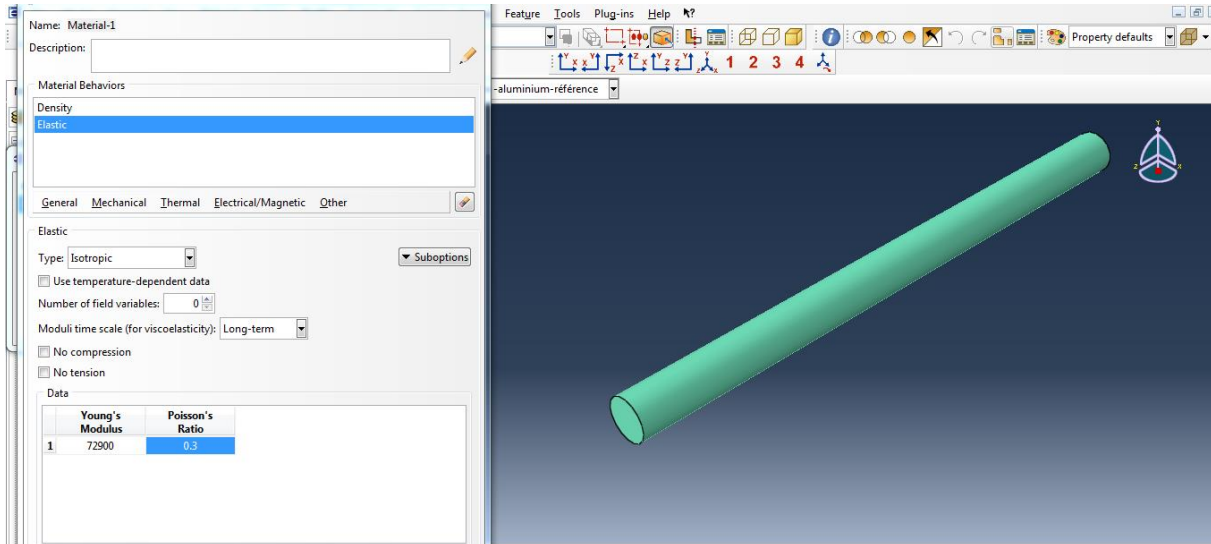 Feature Tools Plug-ins Help
Name: Material-1
Description:
Property defaults
1 2 3 4
-aluminium-référence
Material Behaviors
Density
Elastic
General Mechanical Thermal Electrical/Magnetic Other
Elastic
Type: Isotropic
Suboptions
Use temperature-dependent data
Number of field variables: 0
Moduli time scale (for viscoelasticity): Long-term
No compression
No tension
Data
Young's Poisson's
Modulus Ratio
1 72900 0.3
Y
Z X